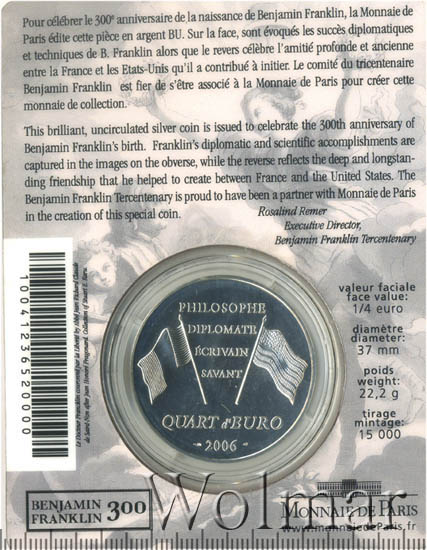 Pour célébrer le 300e anniversaire de la naissance de Benjamin Franklin, la Monnaie de
Paris édite cette pièce en argent BU. Sur la face, sont évoqués les succès diplomatiques
et techniques de B. Franklin alors que le revers célèbre l'amitié profonde et ancienne
entre la France et les Etats-Unis qu'il a contribué à initier. Le comité du tricentenaire
Benjamin Franklin est fier de s'être associé à la Monnaie de Paris pour créer cette
monnaie de collection.
This brilliant, uncirculated silver coin is issued to celebrate the 300th anniversary of
Benjamin Franklin's birth. Franklin's diplomatic and scientific accomplishments are
captured in the images on the obverse, while the reverse reflects the deep and longstan-
ding friendship that he helped to create between France and the United States. The
Benjamin Franklin Tercentenary is proud to have been a partner with Monnaie de Paris
in the creation of this special coin.
Rosalind Remer
Executive Director,
Benjamin Franklin Tercentenary
10041236520000
PHILOSOPHE
DIPLOMATE
ÉCRIVAIN
SAVANT
QUART d'EURO
2006
valeur faciale
face value:
1/4 euro
diamètre
diameter:
37 mm
poids
weight:
22,2 g
tirage
mintage:
15 000
BENJAMIN
FRANKLIN 300
MONNAIE DE PARIS
www.monnaiedeParis.fr
Wolmar